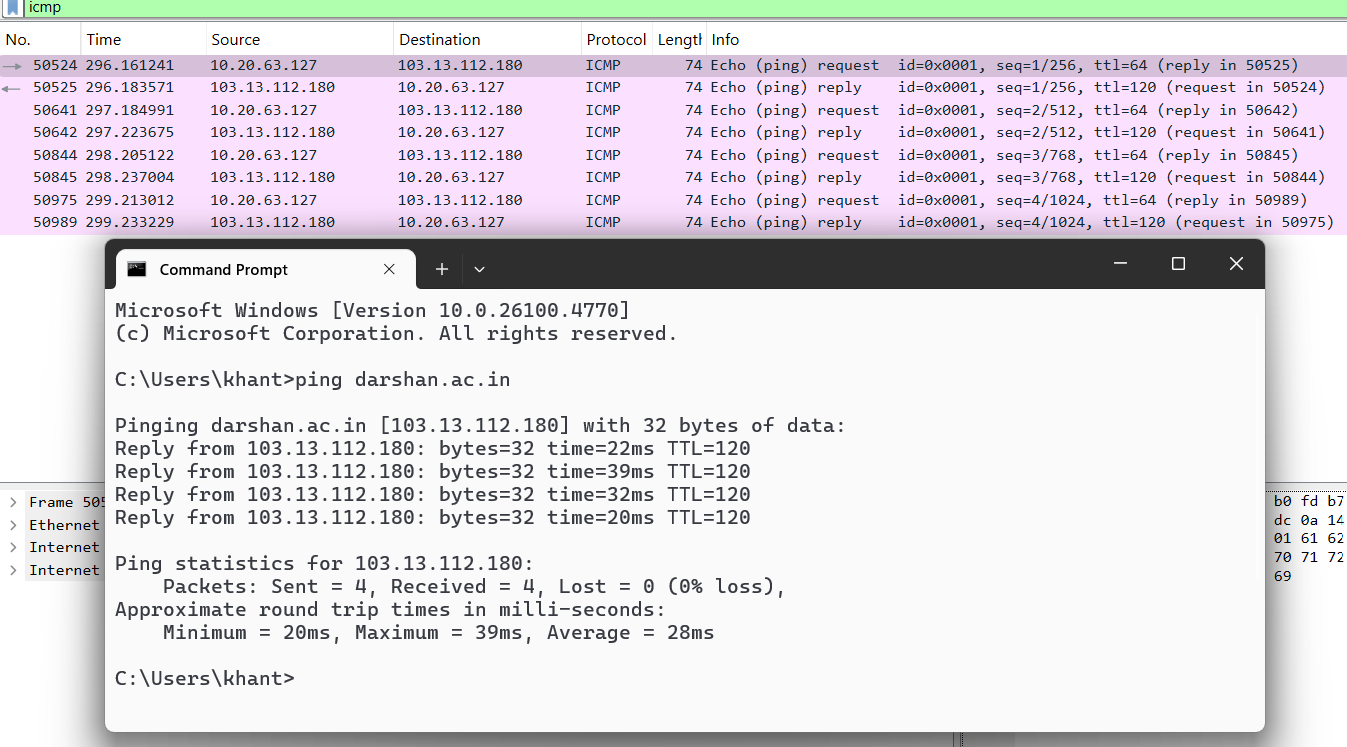 icmp
No. Time Source Destination Protocol Length Info
50524 296.161241 10.20.63.127 103.13.112.180 ICMP 74 Echo (ping) request id=0x0001, seq=1/256, ttl=64 (reply in 50525)
50525 296.183571 103.13.112.180 10.20.63.127 ICMP 74 Echo (ping) reply id=0x0001, seq=1/256, ttl=120 (request in 50524)
50641 297.184991 10.20.63.127 103.13.112.180 ICMP 74 Echo (ping) request id=0x0001, seq=2/512, ttl=64 (reply in 50642)
50642 297.223675 103.13.112.180 10.20.63.127 ICMP 74 Echo (ping) reply id=0x0001, seq=2/512, ttl=120 (request in 50641)
50844 298.205122 10.20.63.127 103.13.112.180 ICMP 74 Echo (ping) request id=0x0001, seq=3/768, ttl=64 (reply in 50845)
50845 298.237004 103.13.112.180 10.20.63.127 ICMP 74 Echo (ping) reply id=0x0001, seq=3/768, ttl=120 (request in 50844)
50975 299.213012 10.20.63.127 103.13.112.180 ICMP 74 Echo (ping) request id=0x0001, seq=4/1024, ttl=64 (reply in 50989)
50989 299.233229 103.13.112.180 10.20.63.127 ICMP 74 Echo (ping) reply id=0x0001, seq=4/1024, ttl=120 (request in 50975)
Command Prompt
Microsoft Windows [Version 10.0.26100.4770]
(c) Microsoft Corporation. All rights reserved.
C:\Users\khant>ping darshan.ac.in
Pinging darshan.ac.in [103.13.112.180] with 32 bytes of data:
Reply from 103.13.112.180: bytes=32 time=22ms TTL=120
Reply from 103.13.112.180: bytes=32 time=39ms TTL=120
Reply from 103.13.112.180: bytes=32 time=32ms TTL=120
Reply from 103.13.112.180: bytes=32 time=20ms TTL=120
Ping statistics for 103.13.112.180:
Packets: Sent = 4, Received = 4, Lost = 0 (0% loss),
Approximate round trip times in milli-seconds:
Minimum = 20ms, Maximum = 39ms, Average = 28ms
C:\Users\khant>
Frame 505
Ethernet
Internet
Internet
b0 fd b7
dc 0a 14
01 61 62
70 71 72
69